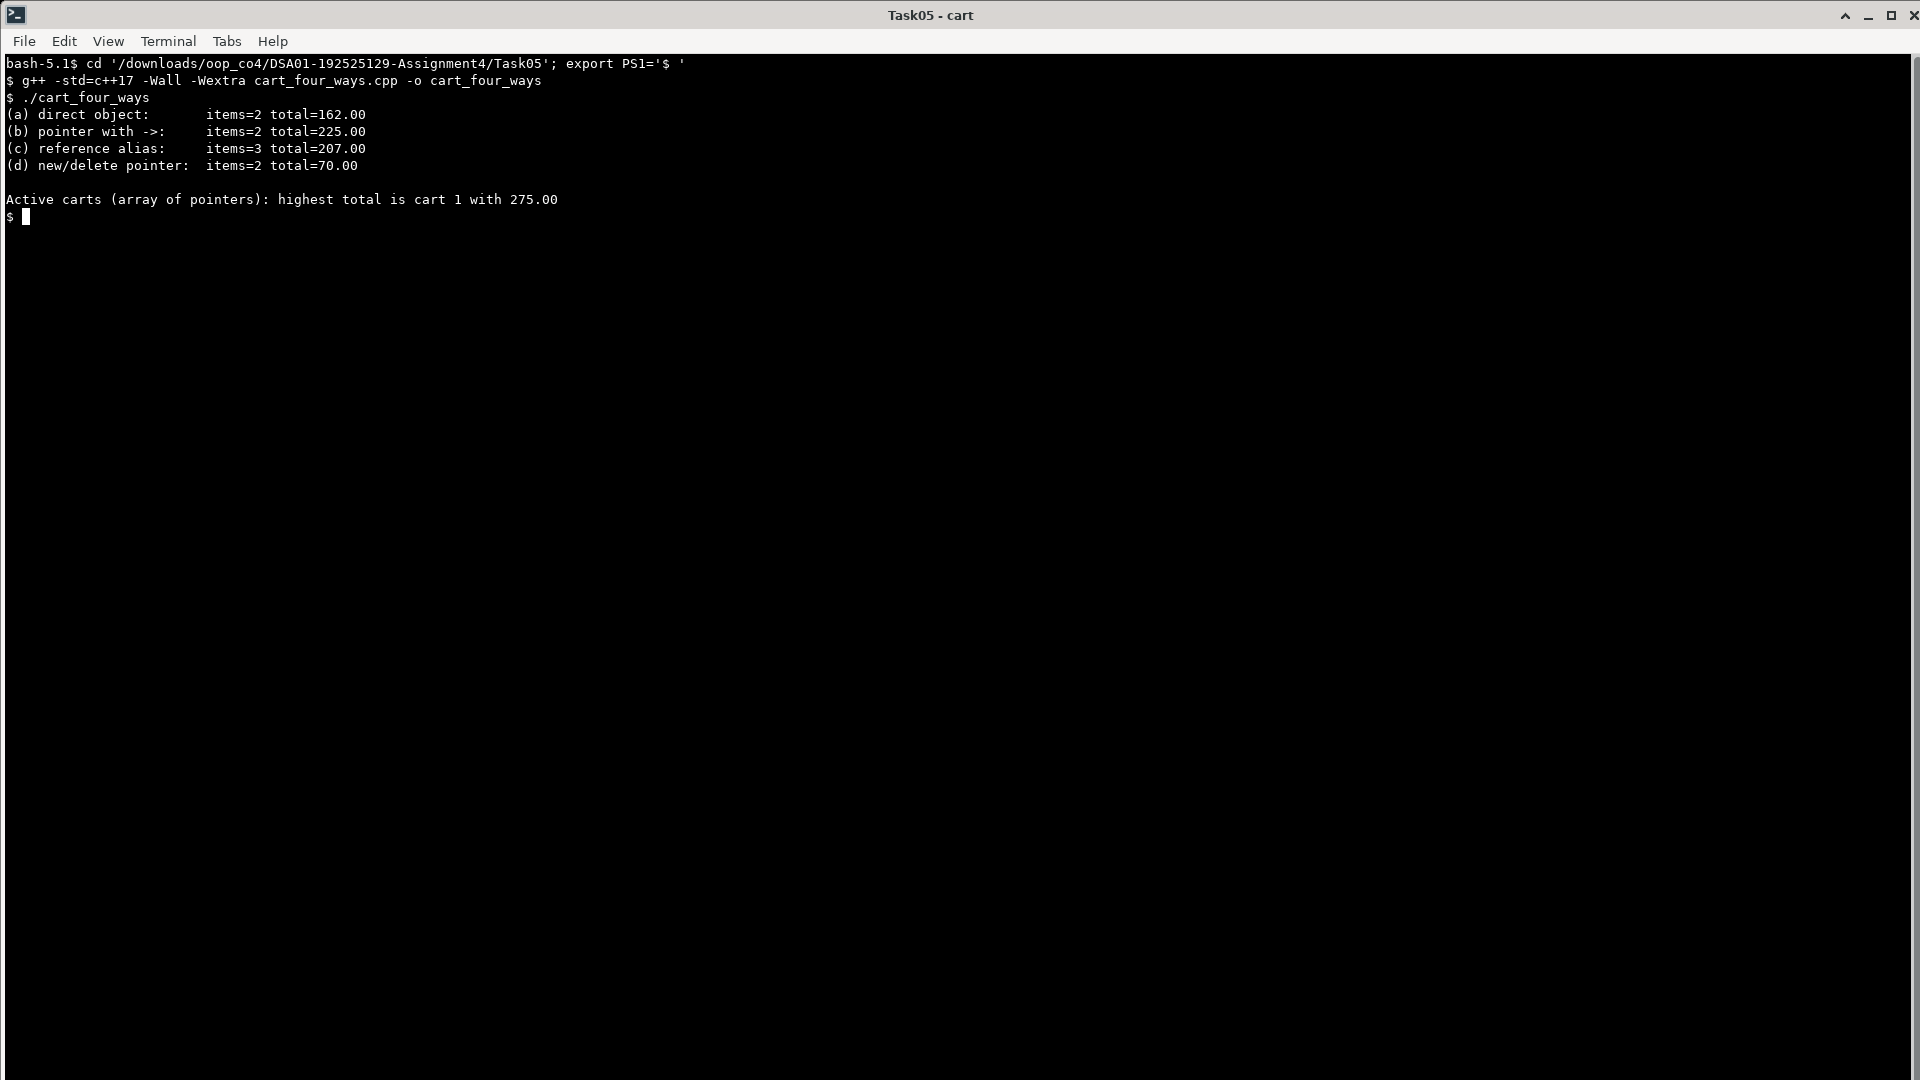 Task05 - cart
File Edit View Terminal Tabs Help
bash-5.1$ cd '/downloads/oop_co4/DSA01-192525129-Assignment4/Task05'; export PS1='$ '
$ g++ -std=c++17 -Wall -Wextra cart_four_ways.cpp -o cart_four_ways
$ ./cart_four_ways
(a) direct object:       items=2 total=162.00
(b) pointer with ->:     items=2 total=225.00
(c) reference alias:     items=3 total=207.00
(d) new/delete pointer:  items=2 total=70.00

Active carts (array of pointers): highest total is cart 1 with 275.00
$